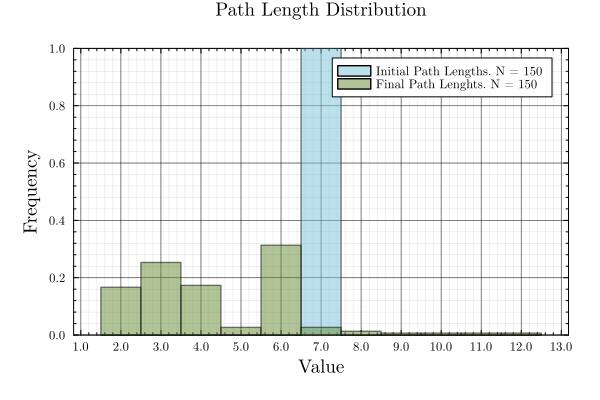 Path Length Distribution
Initial Path Lengths. N = 150
Final Path Lenghts. N = 150
Frequency
1.0
0.8
0.6
0.4
0.2
0.0
1.0 2.0 3.0 4.0 5.0 6.0 7.0 8.0 9.0 10.0 11.0 12.0 13.0
Value